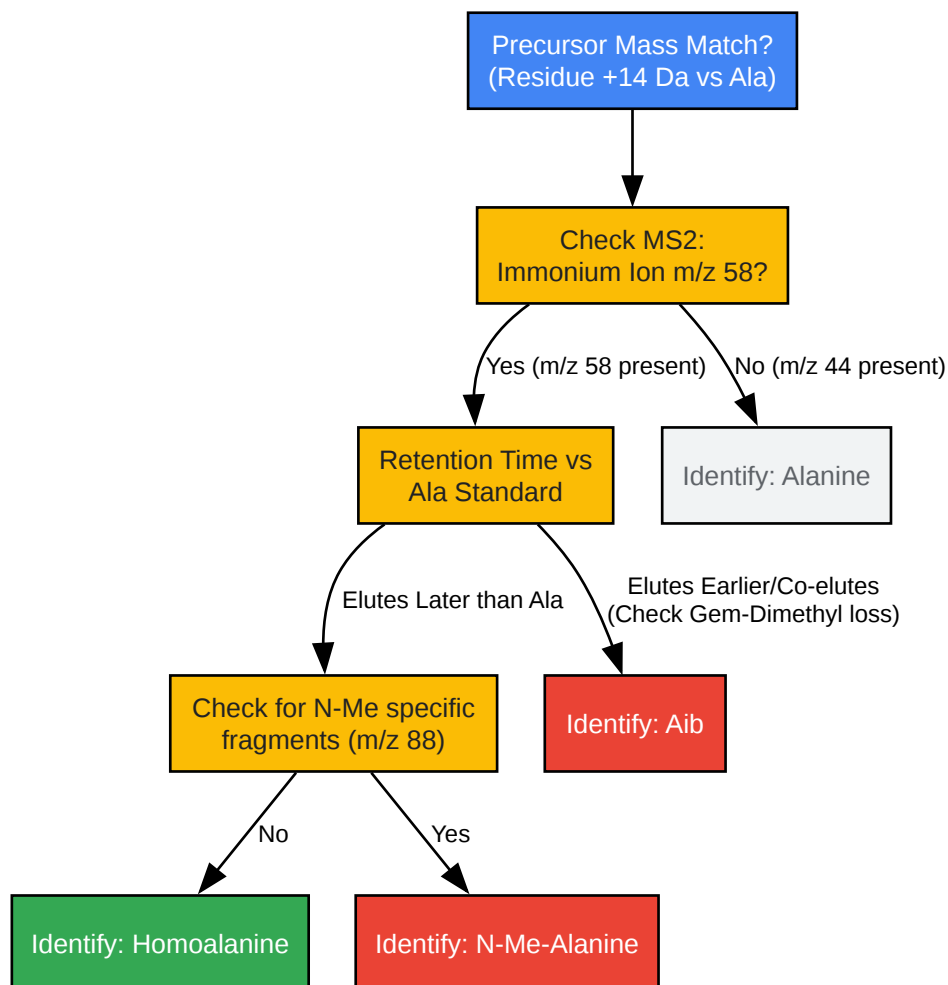 Precursor Mass Match?
(Residue +14 Da vs Ala)
Check MS2:
Immonium Ion m/z 58?
Yes (m/z 58 present)
No (m/z 44 present)
Retention Time vs
Ala Standard
Identify: Alanine
Elutes Later than Ala
Elutes Earlier/Co-elutes
(Check Gem-Dimethyl loss)
Check for N-Me specific
fragments (m/z 88)
Identify: Aib
No
Yes
Identify: Homoalanine
Identify: N-Me-Alanine